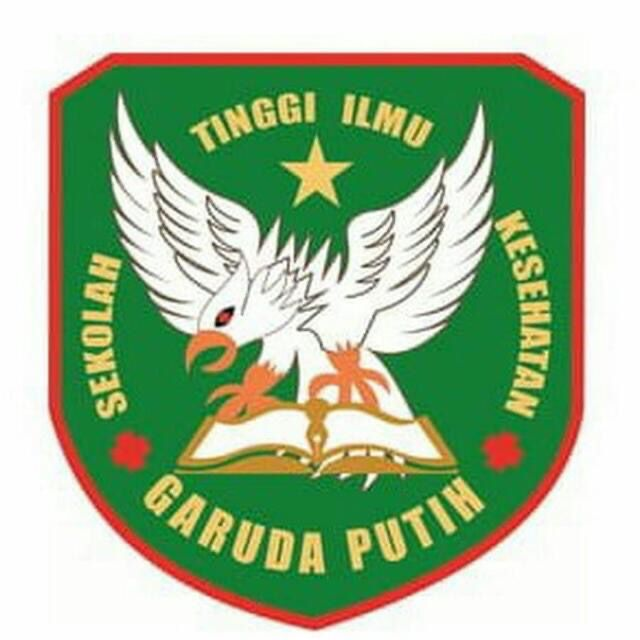 SEKOLAH
TINGGI ILMU
KESEHATAN
GARUDA PUTIH